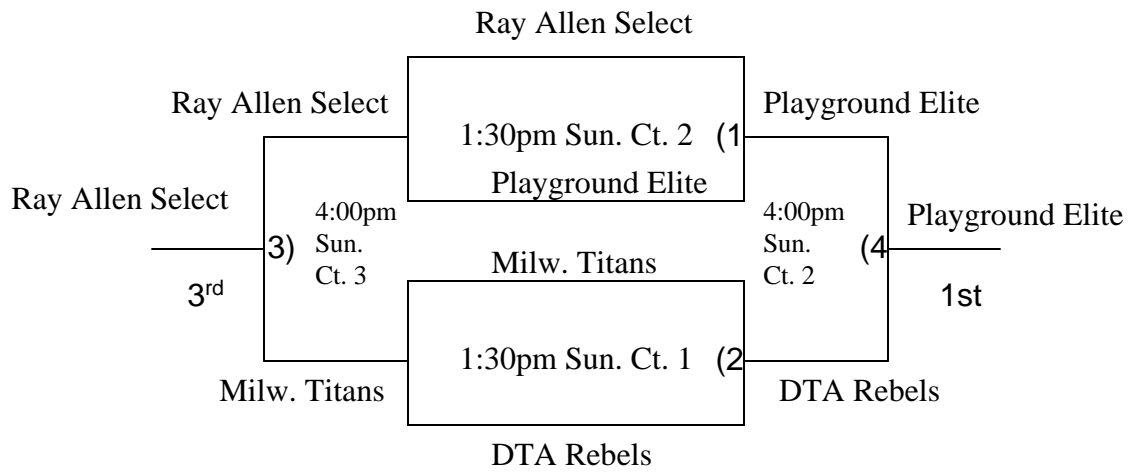 Ray Allen Select
Ray Allen Select
Playground Elite
1:30pm Sun. Ct. 2 (1
Playground Elite
Ray Allen Select
4:00pm
Sun.
Ct. 3
3)
4:00pm
Sun.
Ct. 2
(4
Playground Elite
Milw. Titans
3rd
1st
1:30pm Sun. Ct. 1 (2
Milw. Titans
DTA Rebels
DTA Rebels